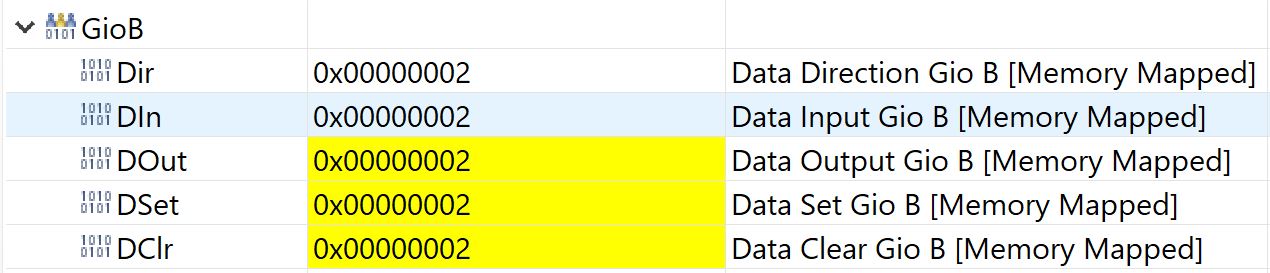 GioB
Dir 0x00000002 Data Direction Gio B [Memory Mapped]
DIn 0x00000002 Data Input Gio B [Memory Mapped]
DOut 0x00000002 Data Output Gio B [Memory Mapped]
DSet 0x00000002 Data Set Gio B [Memory Mapped]
DClr 0x00000002 Data Clear Gio B [Memory Mapped]